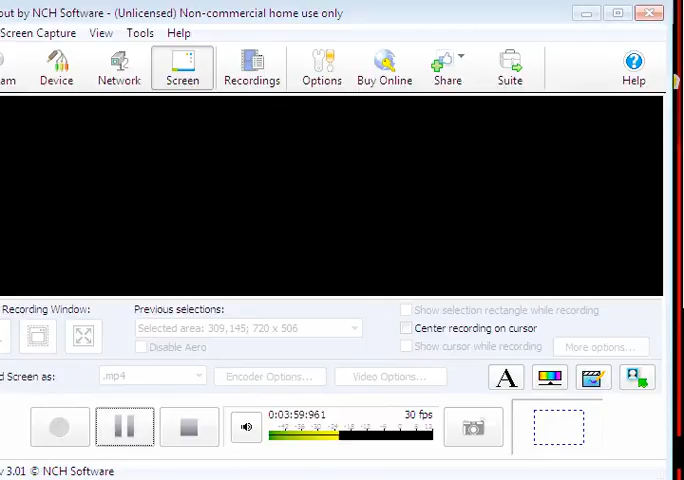 out by NCH Software - (Unlicensed) Non-commercial home use only
Screen Capture View Tools Help
am Device Network Screen Recordings Options Buy Online Share Suite Help
Recording Window: Previous selections: Show selection rectangle while recording
Selected area: 309,145; 720 x 506 Center recording on cursor
Disable Aero Show cursor while recording More options...
d Screen as: .mp4 Encoder Options... Video Options... A
0:03:59:961 30 fps
v 3.01 © NCH Software